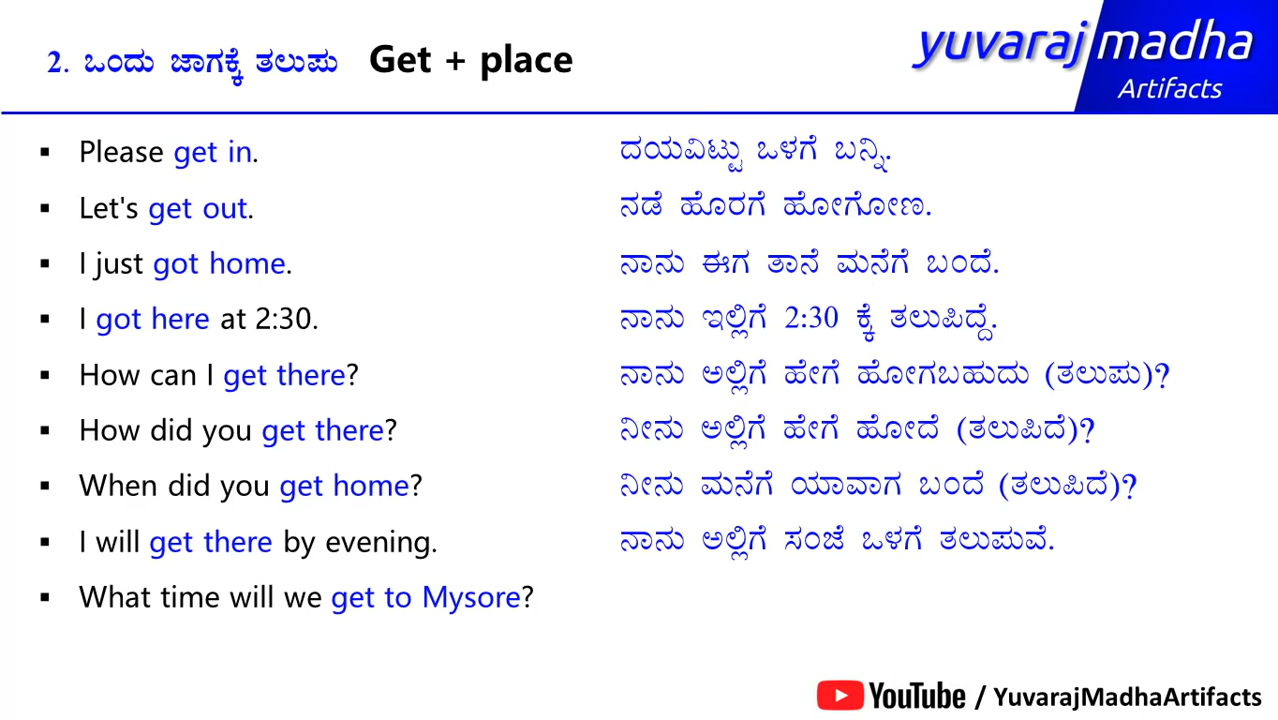 2. ಒಂದು ಜಾಗಕ್ಕೆ ತಲುಪು Get + place
yuvaraj madha
Artifacts
▪ Please get in. ದಯವಿಟ್ಟು ಒಳಗೆ ಬನ್ನಿ.
▪ Let's get out. ನಡೆ ಹೊರಗೆ ಹೋಗೋಣ.
▪ I just got home. ನಾನು ಈಗ ತಾನೆ ಮನೆಗೆ ಬಂದೆ.
▪ I got here at 2:30. ನಾನು ಇಲ್ಲಿಗೆ 2:30 ಕ್ಕೆ ತಲುಪಿದ್ದೆ.
▪ How can I get there? ನಾನು ಅಲ್ಲಿಗೆ ಹೇಗೆ ಹೋಗಬಹುದು (ತಲುಪು)?
▪ How did you get there? ನೀನು ಅಲ್ಲಿಗೆ ಹೇಗೆ ಹೋದೆ (ತಲುಪಿದೆ)?
▪ When did you get home? ನೀನು ಮನೆಗೆ ಯಾವಾಗ ಬಂದೆ (ತಲುಪಿದೆ)?
▪ I will get there by evening. ನಾನು ಅಲ್ಲಿಗೆ ಸಂಜೆ ಒಳಗೆ ತಲುಪುವೆ.
▪ What time will we get to Mysore?
YouTube / YuvarajMadhaArtifacts